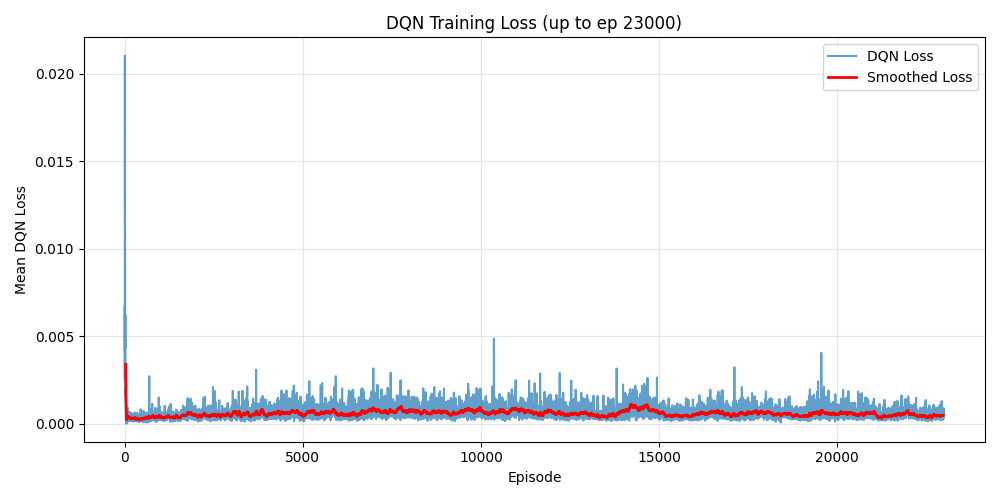 DQN Training Loss (up to ep 23000)
DQN Loss
Smoothed Loss
Mean DQN Loss
0.020
0.015
0.010
0.005
0.000
0
5000
10000
15000
20000
Episode